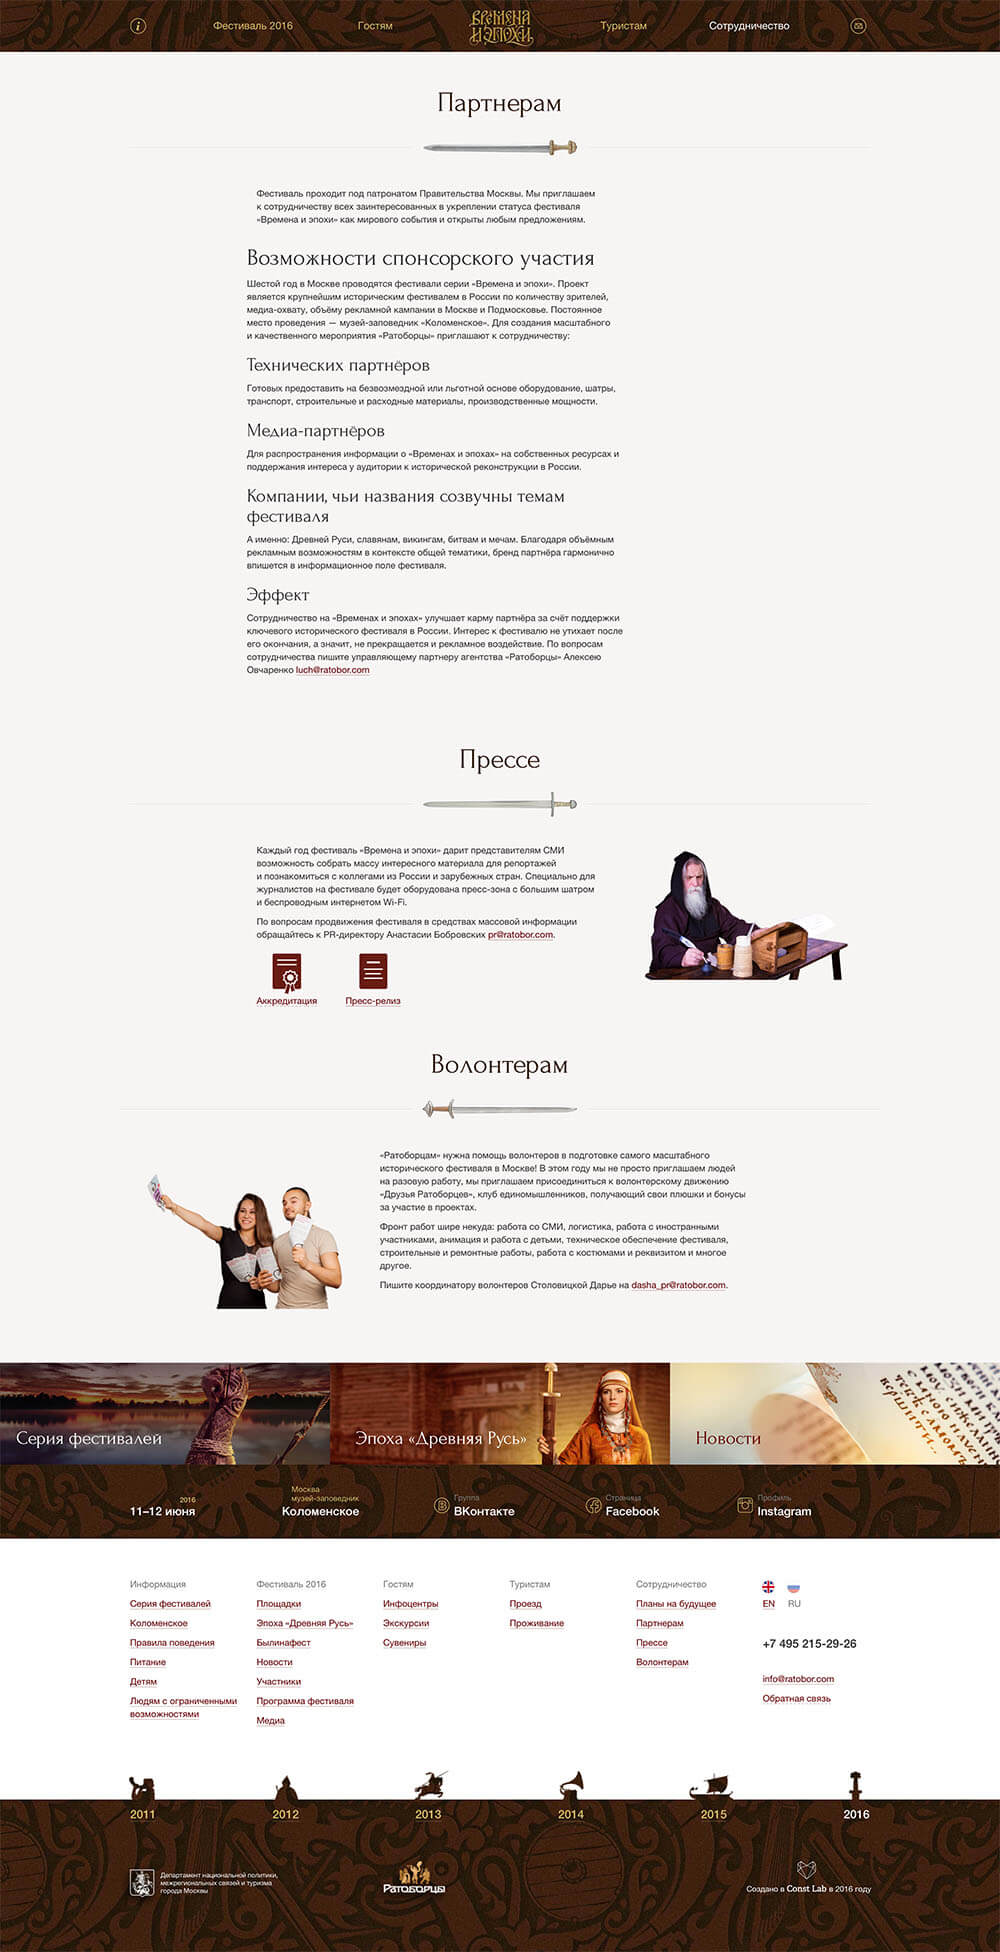 Фестиваль 2016
Гостям
ВРЕМЕНА
И ЭПОХИ
Туристам
Сотрудничество
Партнерам
Фестиваль проходит под патронатом Правительства Москвы. Мы приглашаем
к сотрудничеству всех заинтересованных в укреплении статуса фестиваля
«Времена и эпохи» как мирового события и открыты любым предложениям.
Возможности спонсорского участия
Шестой год в Москве проводятся фестивали серии «Времена и эпохи». Проект
является крупнейшим историческим фестивалем в России по количеству зрителей,
медиа-охвату, объёму рекламной кампании в Москве и Подмосковье. Постоянное
место проведения — музей-заповедник «Коломенское». Для создания масштабного
и качественного мероприятия «Ратоборцы» приглашают к сотрудничеству:
Технических партнёров
Готовых предоставить на безвозмездной или льготной основе оборудование, шатры,
транспорт, строительные и расходные материалы, производственные мощности.
Медиа-партнёров
Для распространения информации о «Временах и эпохах» на собственных ресурсах и
поддержания интереса у аудитории к исторической реконструкции в России.
Компании, чьи названия созвучны темам
фестиваля
А именно: Древней Руси, славянам, викингам, битвам и мечам. Благодаря объёмным
рекламным возможностям в контексте общей тематики, бренд партнёра гармонично
впишется в информационное поле фестиваля.
Эффект
Сотрудничество на «Временах и эпохах» улучшает карму партнёра за счёт поддержки
ключевого исторического фестиваля в России. Интерес к фестивалю не утихает после
его окончания, а значит, не прекращается и рекламное воздействие. По вопросам
сотрудничества пишите управляющему партнеру агентства «Ратоборцы» Алексею
Овчаренко luch@ratobor.com
Прессе
Каждый год фестиваль «Времена и эпохи» дарит представителям СМИ
возможность собрать массу интересного материала для репортажей
и познакомиться с коллегами из России и зарубежных стран. Специально для
журналистов на фестивале будет оборудована пресс-зона с большим шатром
и беспроводным интернетом Wi-Fi.
По вопросам продвижения фестиваля в средствах массовой информации
обращайтесь к PR-директору Анастасии Бобровских pr@ratobor.com.
Аккредитация
Пресс-релиз
Волонтерам
«Ратоборцам» нужна помощь волонтеров в подготовке самого масштабного
исторического фестиваля в Москве! В этом году мы не просто приглашаем людей
на разовую работу, мы приглашаем присоединиться к волонтерскому движению
«Друзья Ратоборцев», клуб единомышленников, получающий свои плюшки и бонусы
за участие в проектах.
Фронт работ шире некуда: работа со СМИ, логистика, работа с иностранными
участниками, анимация и работа с детьми, техническое обеспечение фестиваля,
строительные и ремонтные работы, работа с костюмами и реквизитом и многое
другое.
Пишите координатору волонтеров Столовицкой Дарье на dasha_pr@ratobor.com.
Серия фестивалей
Эпоха «Древняя Русь»
Новости
2016
11–12 июня
Москва
музей-заповедник
Коломенское
Группа
ВКонтакте
Страница
Facebook
Профиль
Instagram
Информация
Серия фестивалей
Коломенское
Правила поведения
Питание
Детям
Людям с ограниченными
возможностями
Фестиваль 2016
Площадки
Эпоха «Древняя Русь»
Былинафест
Новости
Участники
Программа фестиваля
Медиа
Гостям
Инфоцентры
Экскурсии
Сувениры
Туристам
Проезд
Проживание
Сотрудничество
Планы на будущее
Партнерам
Прессе
Волонтерам
EN
RU
+7 495 215-29-26
info@ratobor.com
Обратная связь
2011
2012
2013
2014
2015
2016
Департамент национальной политики,
межрегиональных связей и туризма
города Москвы
РАТОБОРЦЫ
Создано в Const Lab в 2016 году